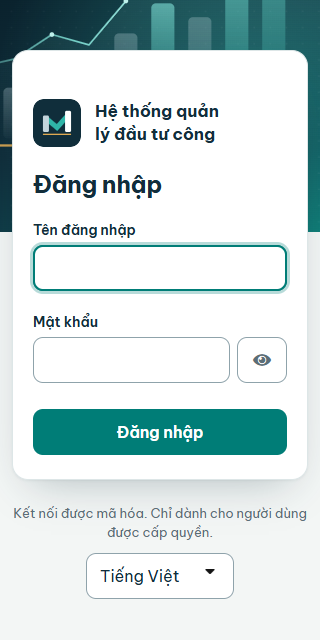 Hệ thống quản
lý đầu tư công
Đăng nhập
Tên đăng nhập
Mật khẩu
Đăng nhập
Kết nối được mã hóa. Chỉ dành cho người dùng
được cấp quyền.
Tiếng Việt